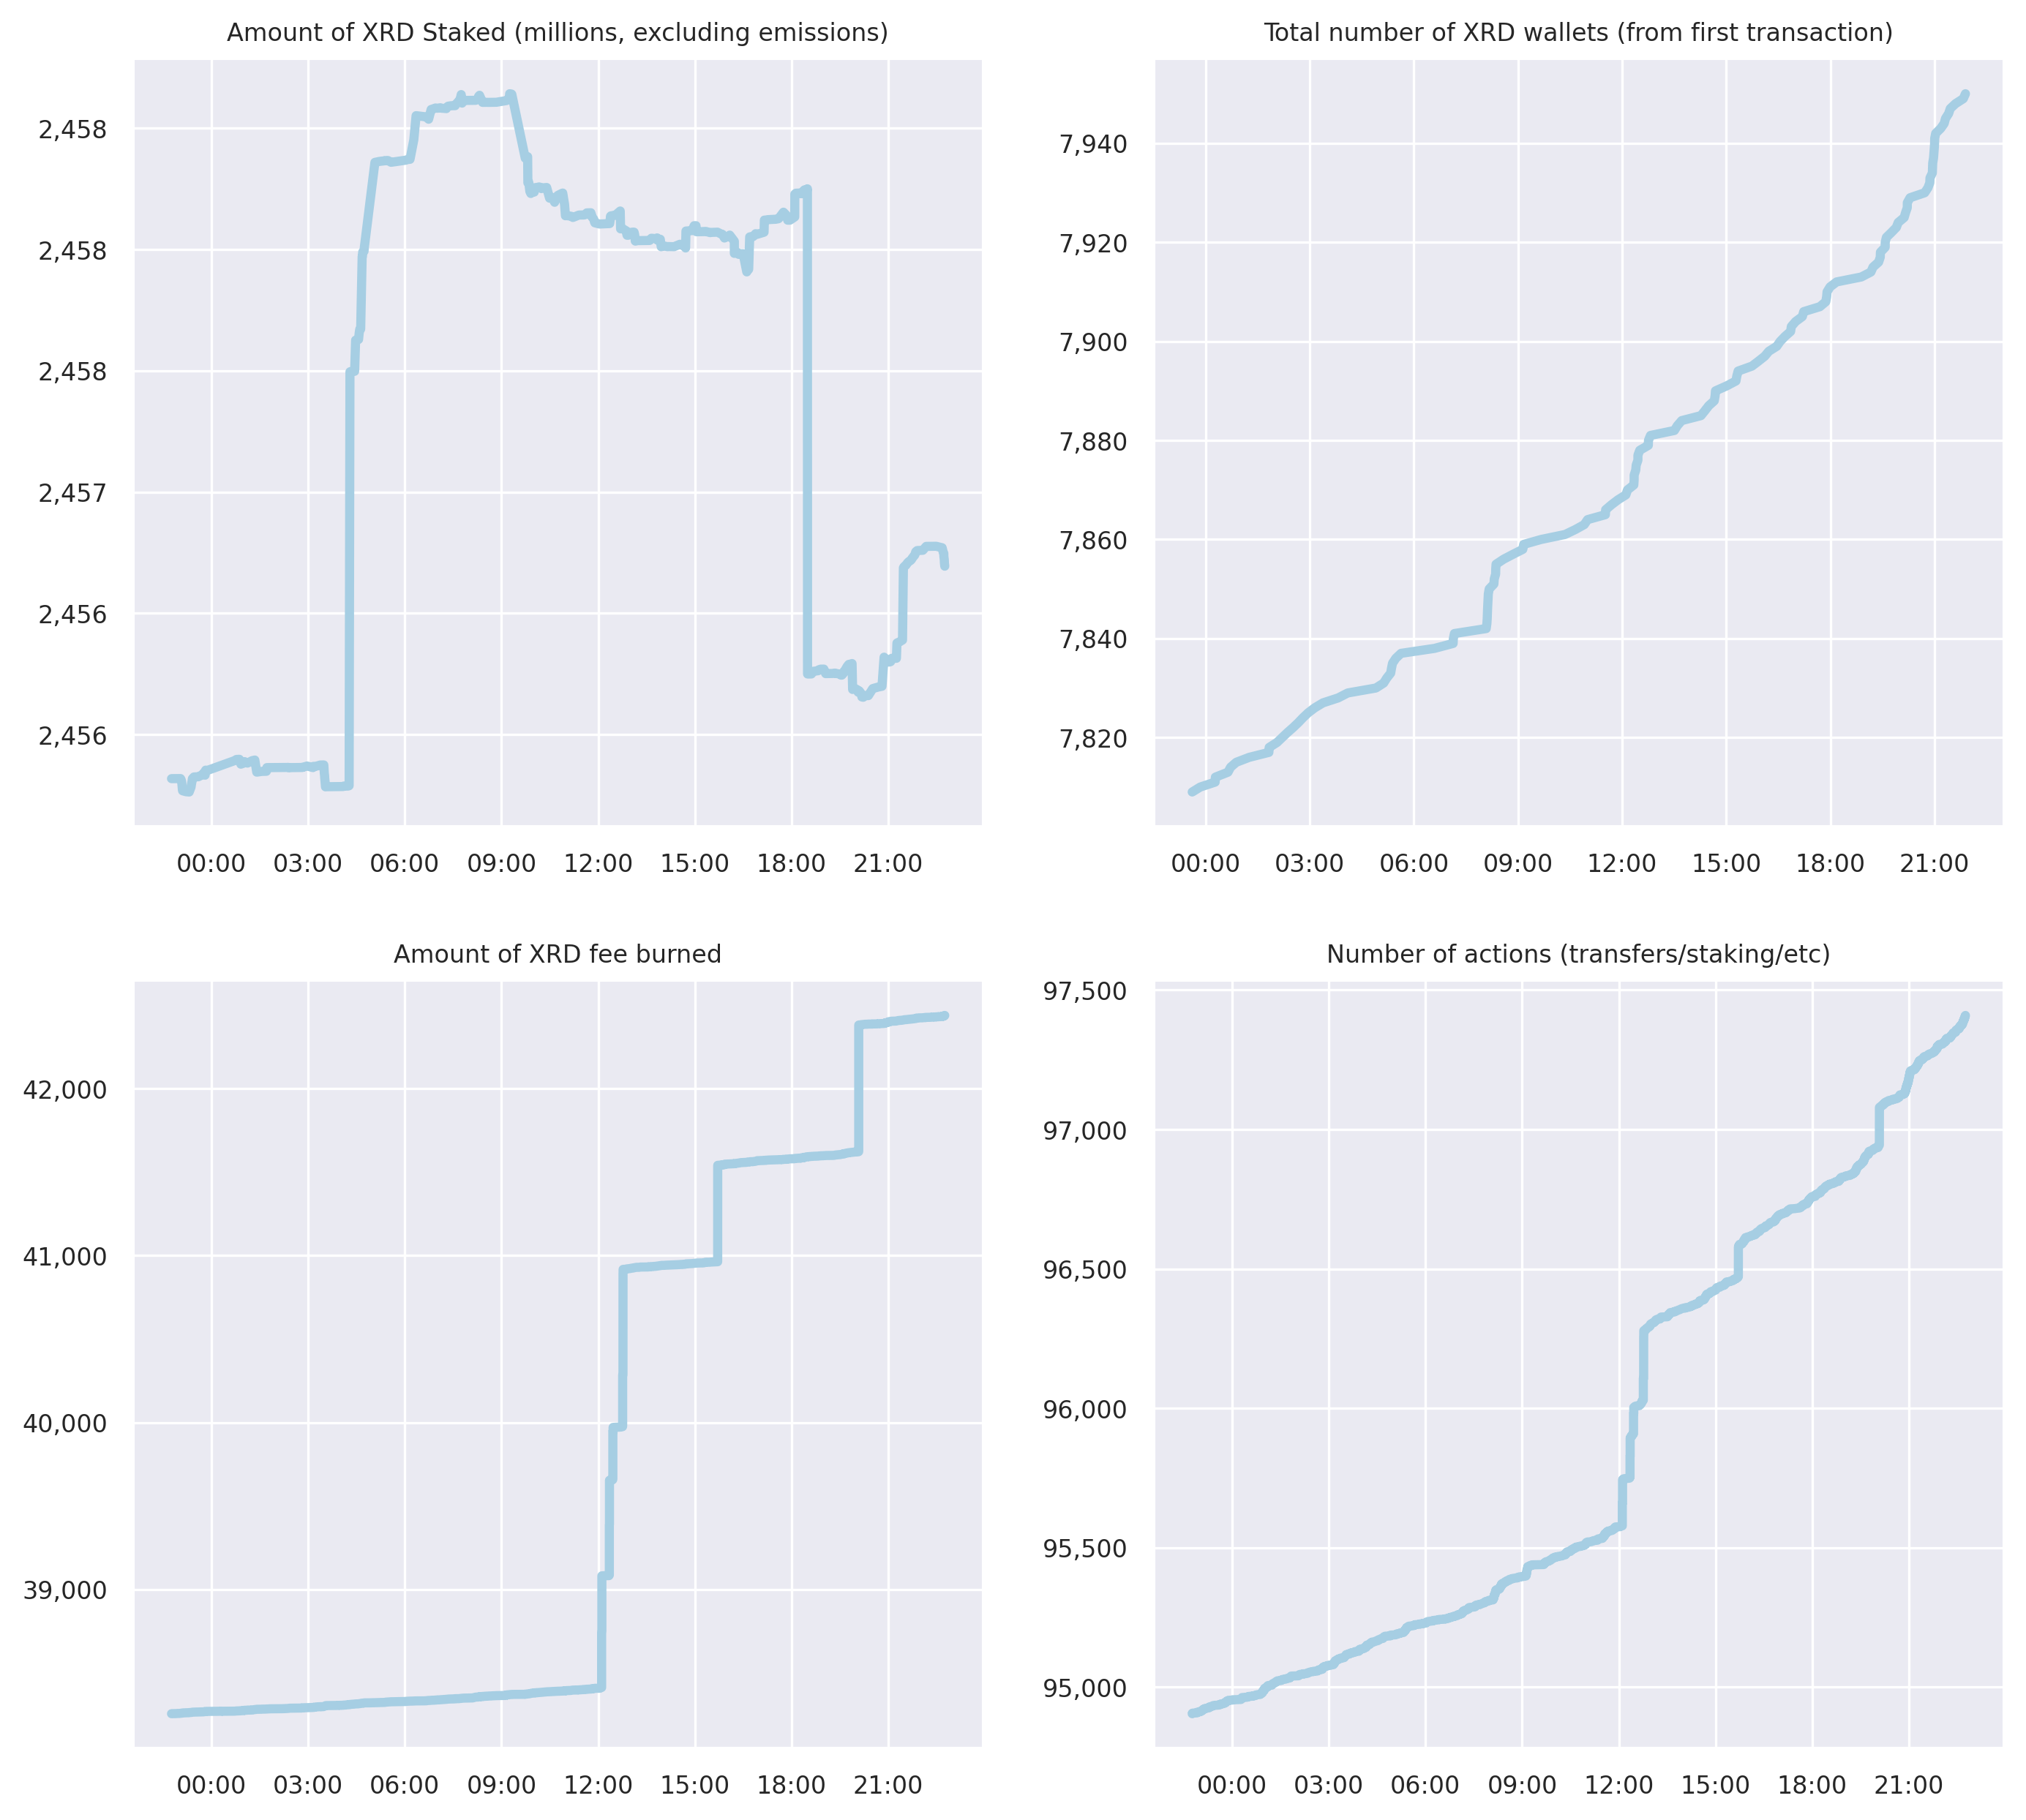 Amount of XRD Staked (millions, excluding emissions)
2,458
2,458
2,458
2,457
2,456
2,456
00:00 03:00 06:00 09:00 12:00 15:00 18:00 21:00
Total number of XRD wallets (from first transaction)
7,940
7,920
7,900
7,880
7,860
7,840
7,820
00:00 03:00 06:00 09:00 12:00 15:00 18:00 21:00
Amount of XRD fee burned
42,000
41,000
40,000
39,000
00:00 03:00 06:00 09:00 12:00 15:00 18:00 21:00
Number of actions (transfers/staking/etc)
97,500
97,000
96,500
96,000
95,500
95,000
00:00 03:00 06:00 09:00 12:00 15:00 18:00 21:00